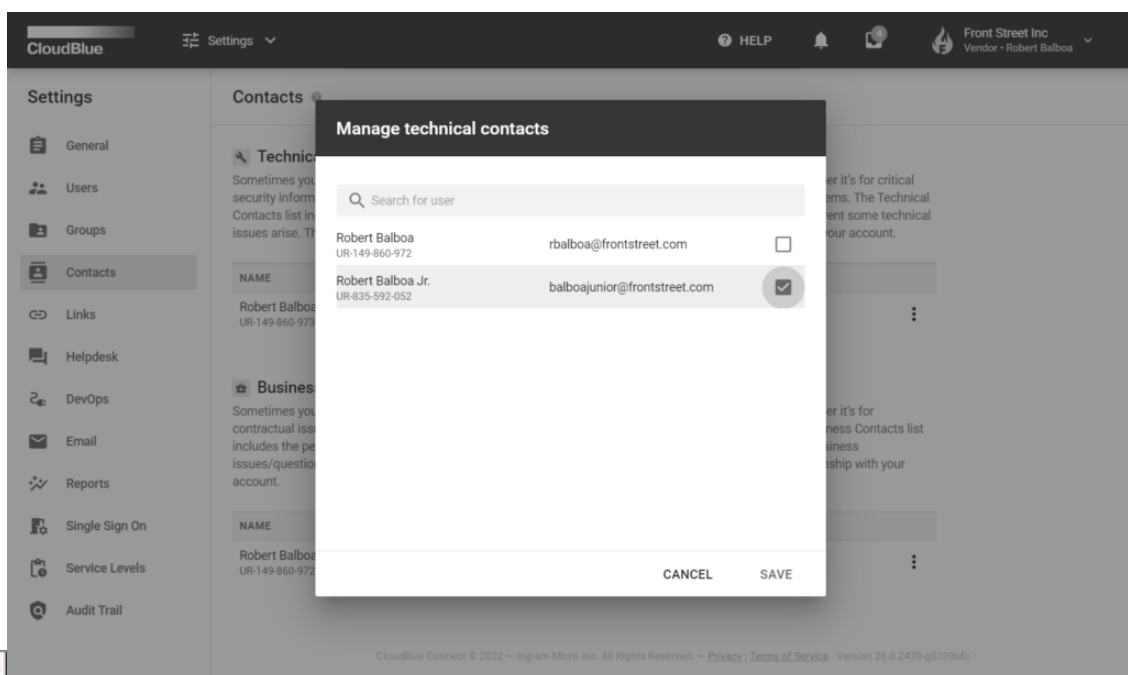 CloudBlue
Settings
HELP
4
Front Street Inc
Vendor • Robert Balboa
Settings
General
Users
Groups
Contacts
Links
Helpdesk
DevOps
Email
Reports
Single Sign On
Service Levels
Audit Trail
Contacts
Technic
Sometimes you
er it's for critical
security inform
ems. The Technical
Contacts list in
ent some technical
issues arise. Th
your account.
NAME
Robert Balboa
UR-149-860-973
Busines
Sometimes you
er it's for
contractual iss
ness Contacts list
includes the pe
siness
issues/question
nship with your
account.
NAME
Robert Balboa
UR-149-860-972
Manage technical contacts
Search for user
Robert Balboa
UR-149-860-972
rbalboa@frontstreet.com
Robert Balboa Jr.
UR-835-592-052
balboajunior@frontstreet.com
CANCEL
SAVE
CloudBlue Connect © 2022 — Ingram Micro Inc. All Rights Reserved. — Privacy | Terms of Service - Version 26.0.2478-g0109bfc